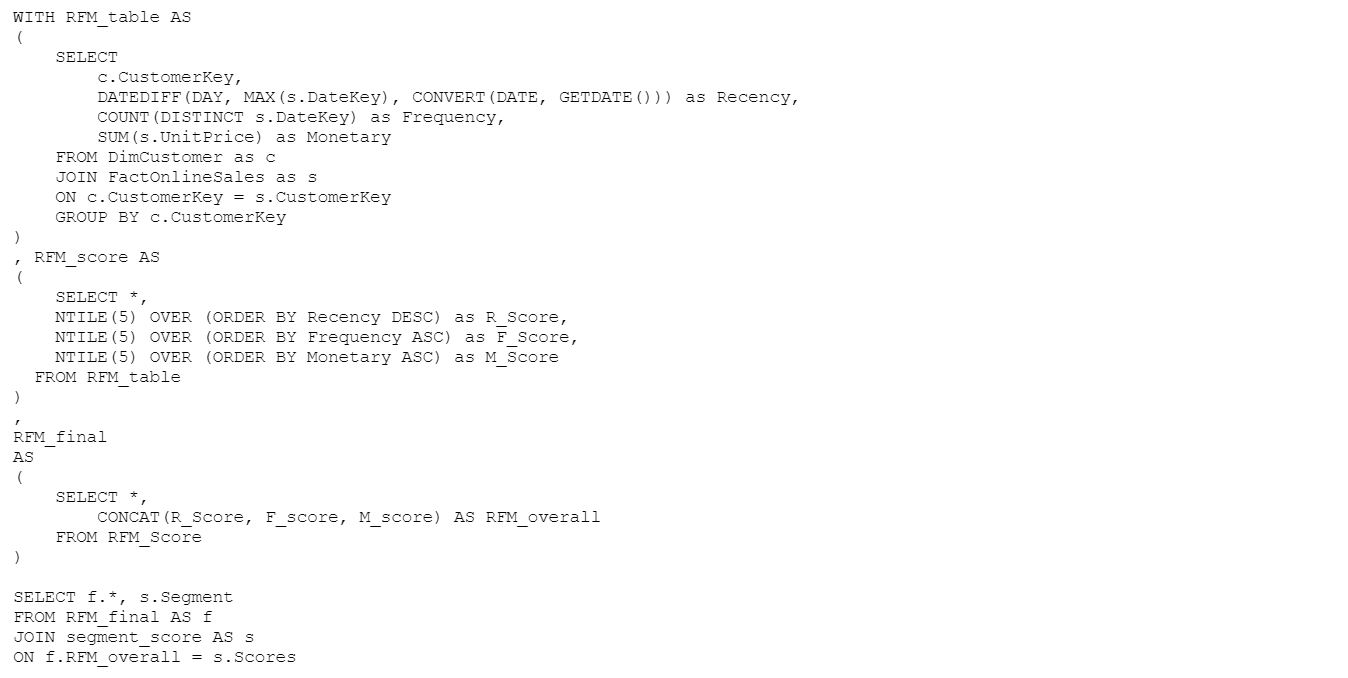 WITH RFM_table AS
(
    SELECT
        c.CustomerKey,
        DATEDIFF(DAY, MAX(s.DateKey), CONVERT(DATE, GETDATE())) as Recency,
        COUNT(DISTINCT s.DateKey) as Frequency,
        SUM(s.UnitPrice) as Monetary
    FROM DimCustomer as c
    JOIN FactOnlineSales as s
    ON c.CustomerKey = s.CustomerKey
    GROUP BY c.CustomerKey
)
, RFM_score AS
(
    SELECT *,
    NTILE(5) OVER (ORDER BY Recency DESC) as R_Score,
    NTILE(5) OVER (ORDER BY Frequency ASC) as F_Score,
    NTILE(5) OVER (ORDER BY Monetary ASC) as M_Score
  FROM RFM_table
)
,
RFM_final
AS
(
    SELECT *,
        CONCAT(R_Score, F_score, M_score) AS RFM_overall
    FROM RFM_Score
)

SELECT f.*, s.Segment
FROM RFM_final AS f
JOIN segment_score AS s
ON f.RFM_overall = s.Scores